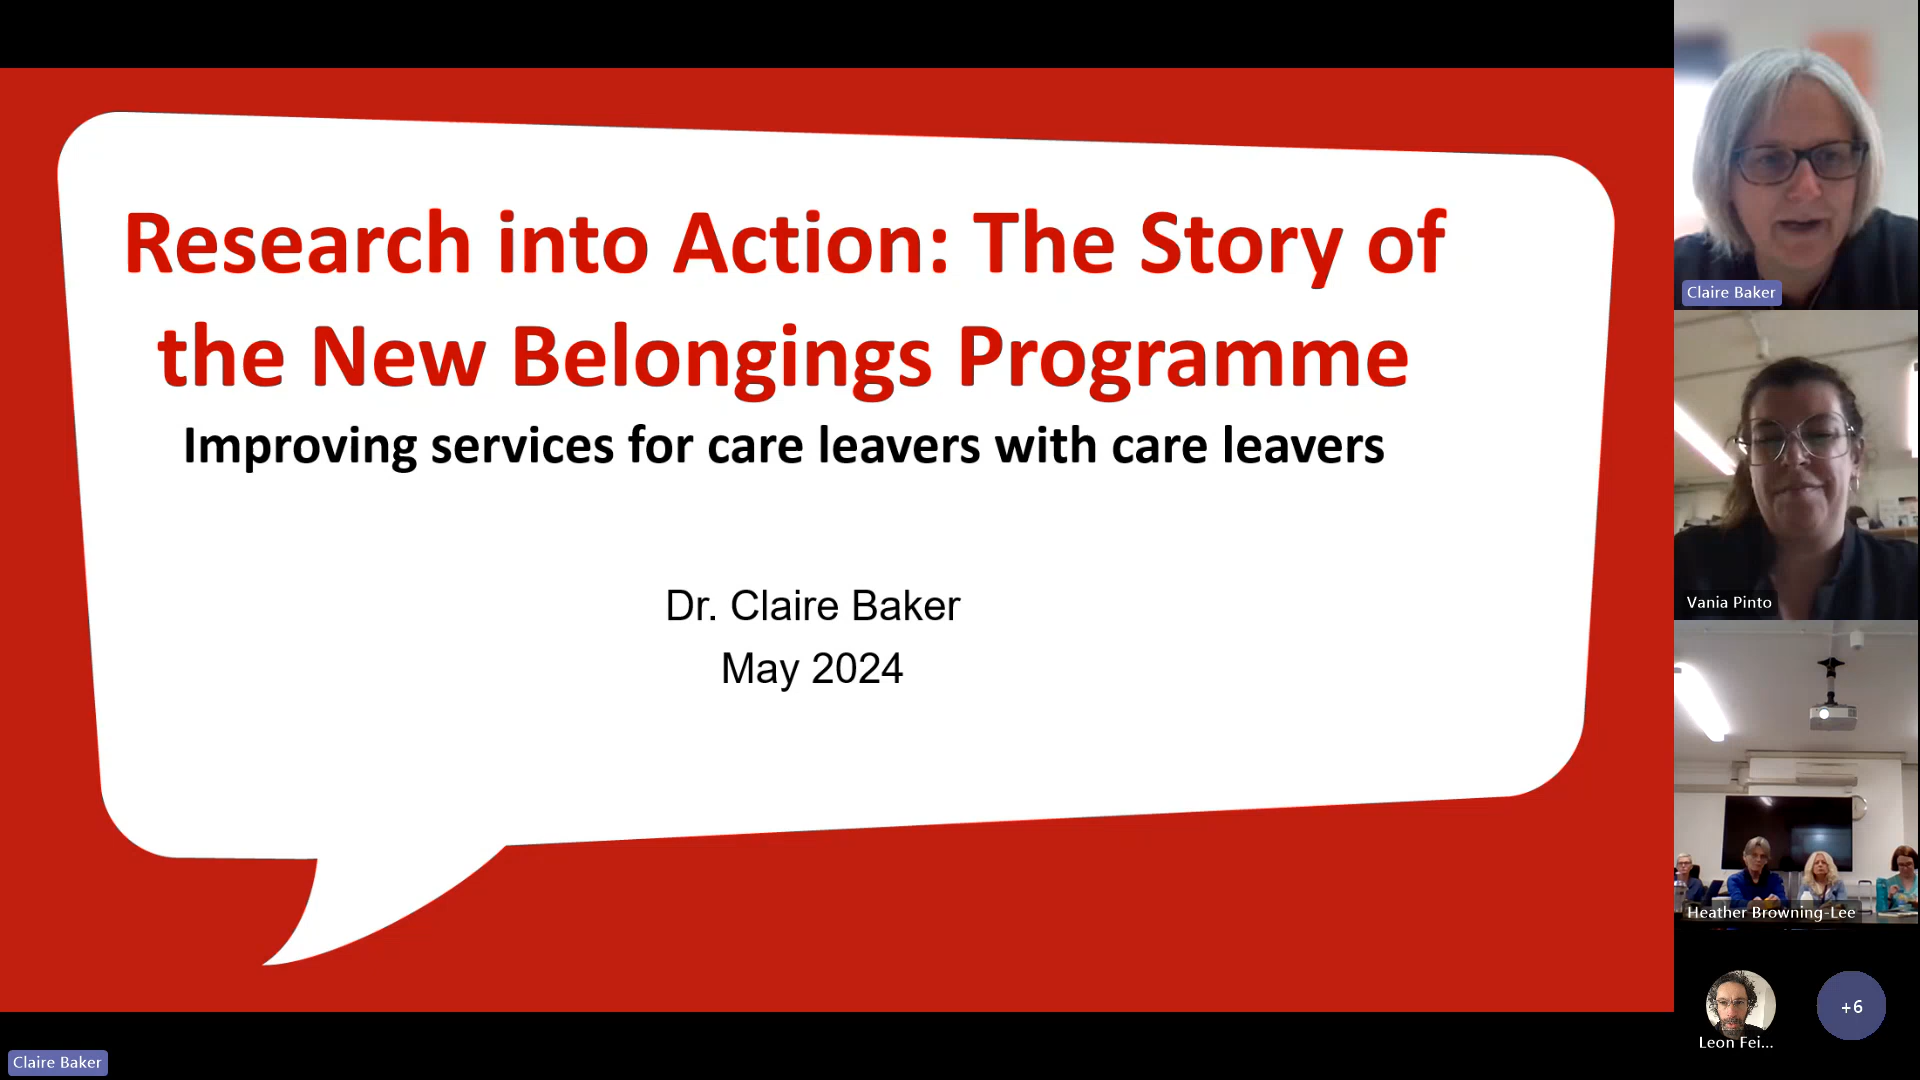 Research into Action: The Story of
the New Belongings Programme
Improving services for care leavers with care leavers
Dr. Claire Baker
May 2024
Claire Baker
Vania Pinto
Heather Browning-Lee
Leon Fei...
+6
Claire Baker